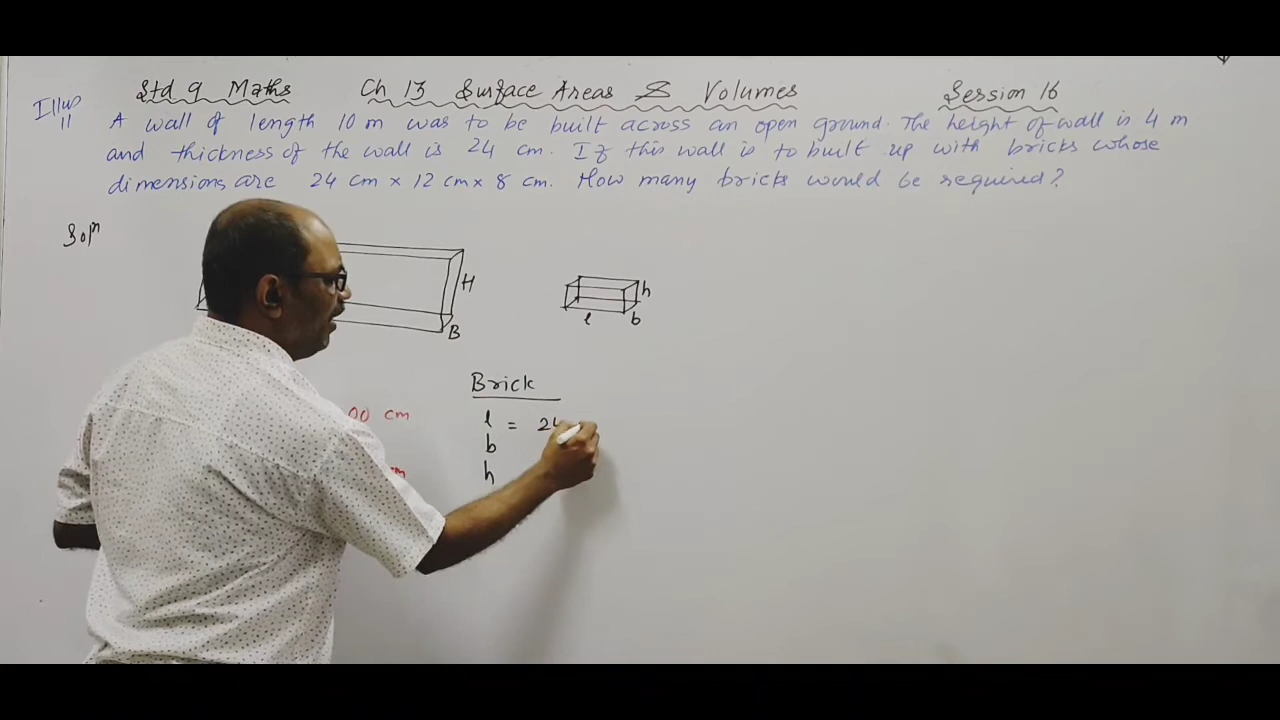 Std 9 Maths Ch 13 Surface Areas & Volumes Session 16
Illus 11
A wall of length 10 m was to be built across an open ground. The height of wall is 4 m
and thickness of the wall is 24 cm. If this wall is to built up with bricks whose
dimensions are 24 cm x 12 cm x 8 cm. How many bricks would be required?
Soln
H
B
h
l b
Brick
00 cm
l = 24
b
h